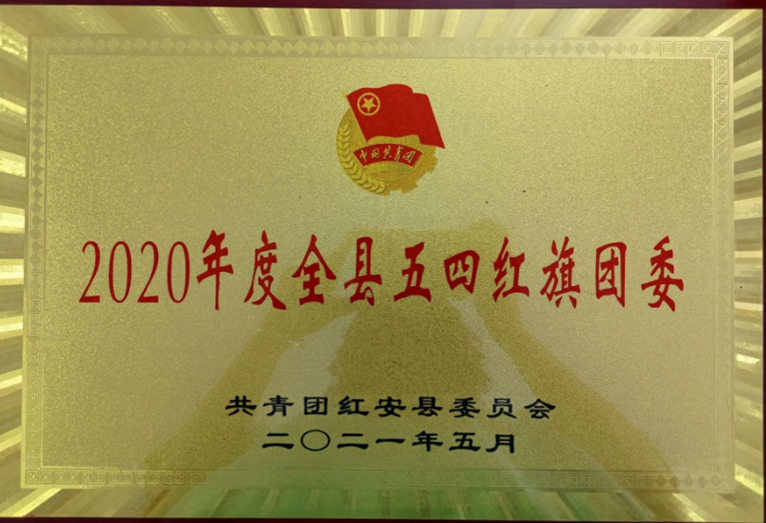 中国共青团
2020年度全县五四红旗团委
共青团红安县委员会
二〇二一年五月